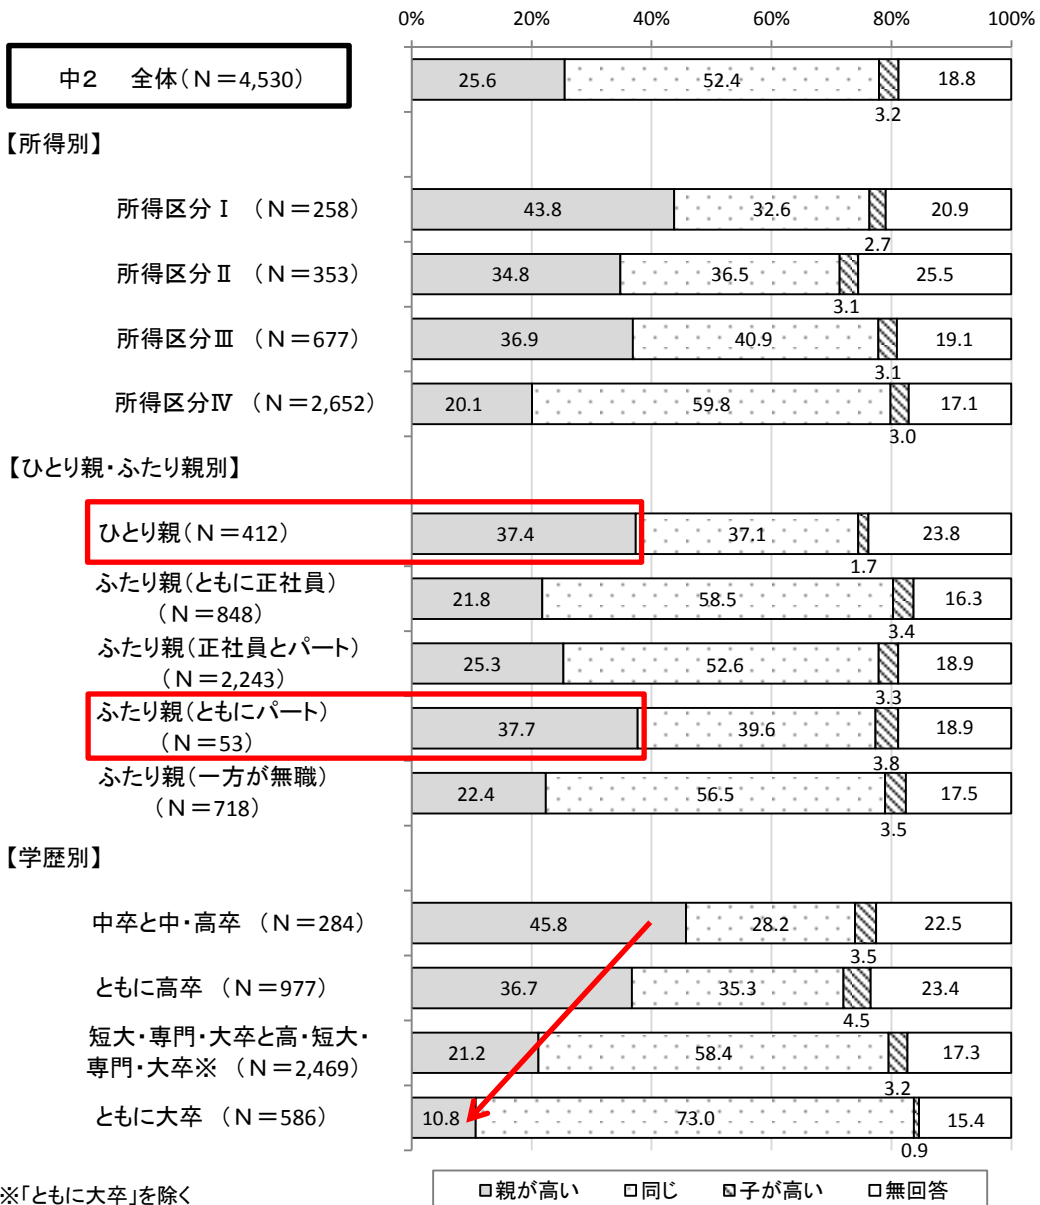 0% 20% 40% 60% 80% 100%
中2 全体(N=4,530) 25.6 52.4 18.8
3.2
【所得別】
所得区分Ⅰ (N=258) 43.8 32.6 20.9
2.7
所得区分Ⅱ (N=353) 34.8 36.5 25.5
3.1
所得区分Ⅲ (N=677) 36.9 40.9 19.1
3.1
所得区分Ⅳ (N=2,652) 20.1 59.8 17.1
3.0
【ひとり親・ふたり親別】
ひとり親(N=412) 37.4 37.1 23.8
1.7
ふたり親(ともに正社員)
(N=848) 21.8 58.5 16.3
3.4
ふたり親(正社員とパート)
(N=2,243) 25.3 52.6 18.9
3.3
ふたり親(ともにパート)
(N=53) 37.7 39.6 18.9
3.8
ふたり親(一方が無職)
(N=718) 22.4 56.5 17.5
3.5
【学歴別】
中卒と中・高卒 (N=284) 45.8 28.2 22.5
3.5
ともに高卒 (N=977) 36.7 35.3 23.4
4.5
短大・専門・大卒と高・短大・
専門・大卒※ (N=2,469) 21.2 58.4 17.3
3.2
ともに大卒 (N=586) 10.8 73.0 15.4
0.9
※「ともに大卒」を除く
親が高い 同じ 子が高い 無回答